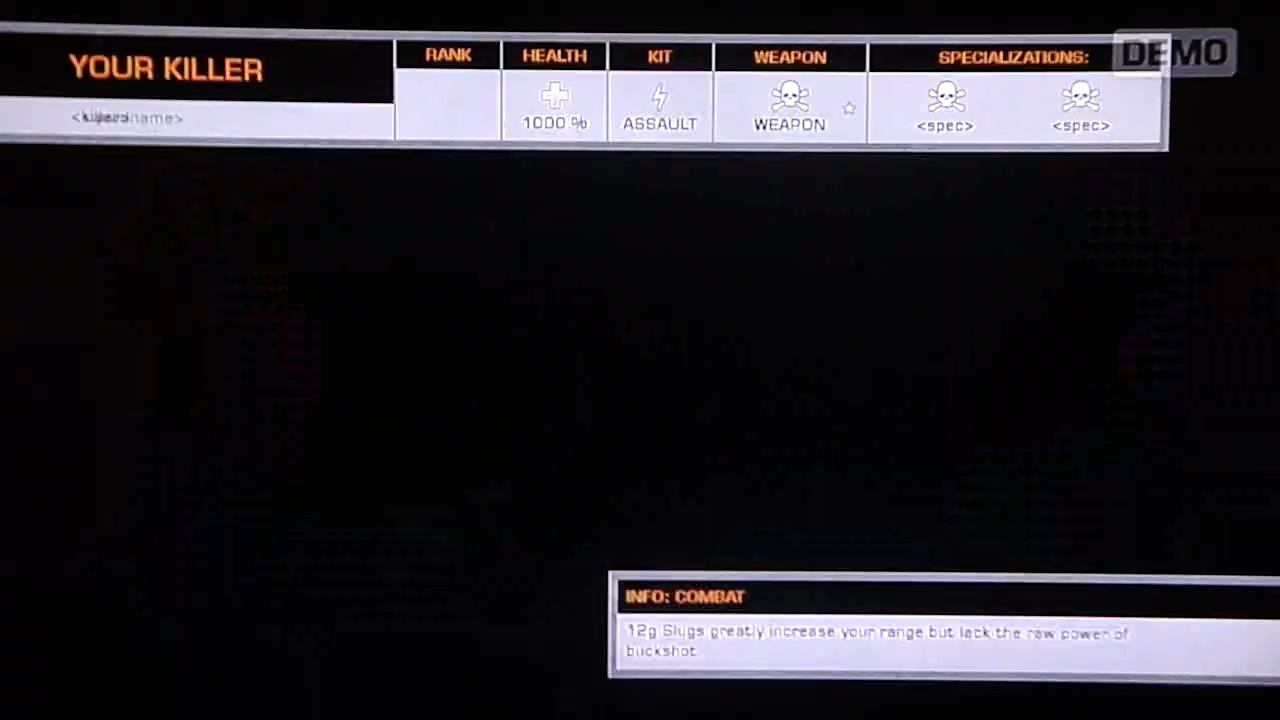 YOUR KILLER
RANK
HEALTH
KIT
WEAPON
SPECIALIZATIONS:
DEMO
1000 %
ASSAULT
WEAPON
<spec>
<spec>
INFO: COMBAT
12g Slugs greatly increase your range but lack the raw power of
buckshot.